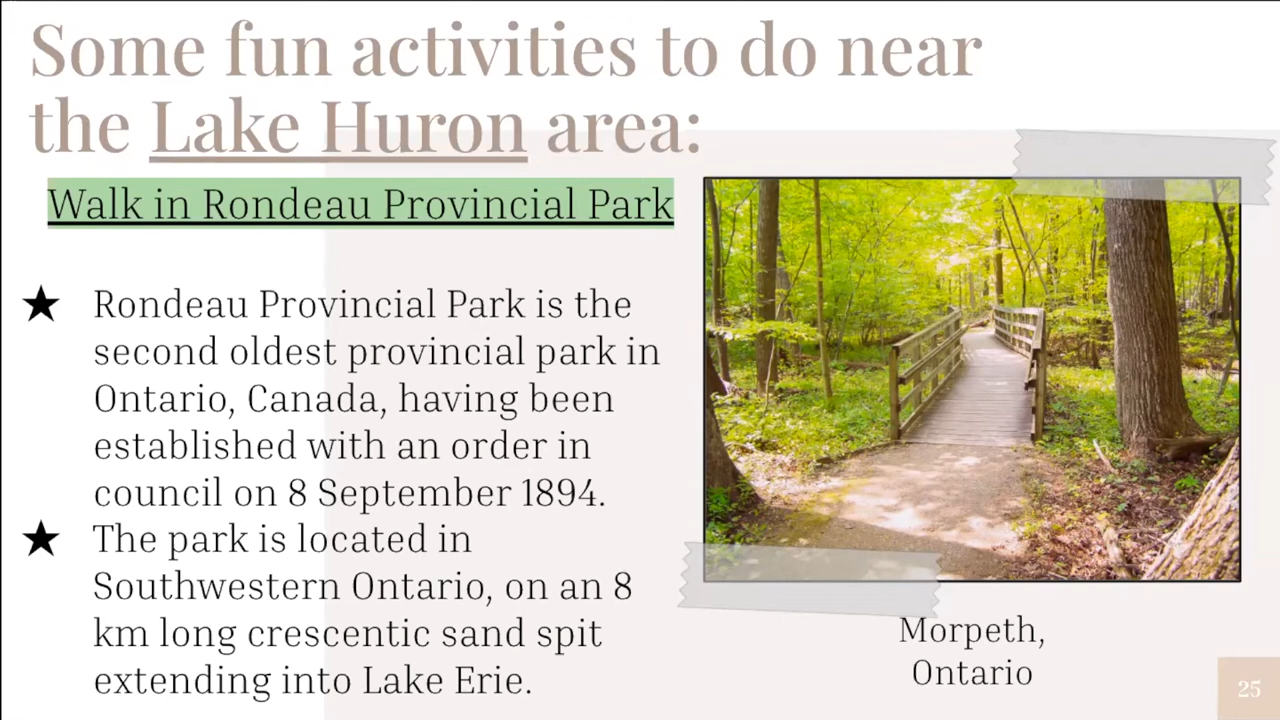 Some fun activities to do near
the Lake Huron area:
Walk in Rondeau Provincial Park
★ Rondeau Provincial Park is the
second oldest provincial park in
Ontario, Canada, having been
established with an order in
council on 8 September 1894.
★ The park is located in
Southwestern Ontario, on an 8
km long crescentic sand spit
extending into Lake Erie.
Morpeth,
Ontario
25